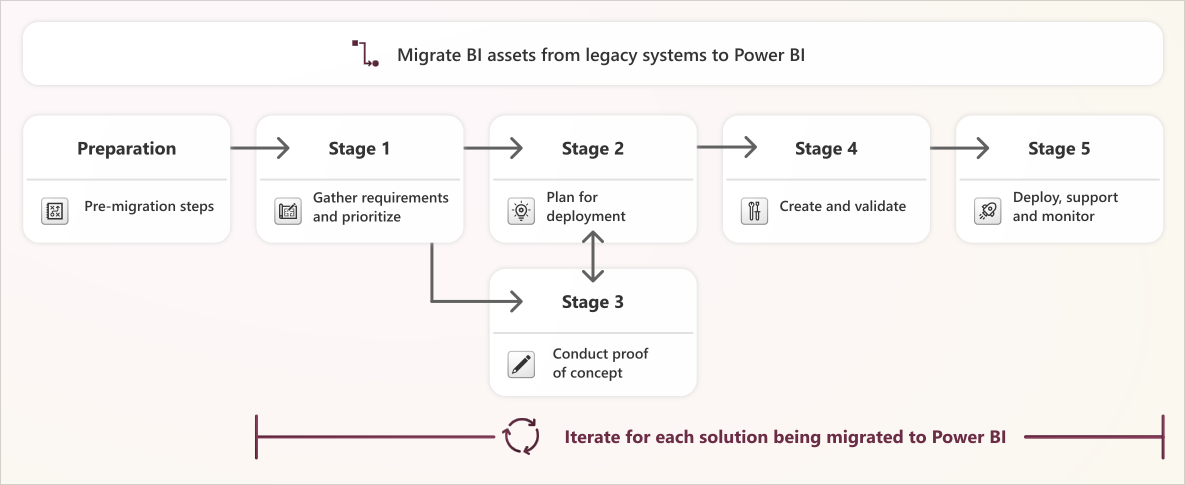 Migrate BI assets from legacy systems to Power BI
Preparation
Pre-migration steps
Stage 1
Gather requirements
and prioritize
Stage 2
Plan for
deployment
Stage 4
Create and validate
Stage 5
Deploy, support
and monitor
Stage 3
Conduct proof
of concept
Iterate for each solution being migrated to Power BI